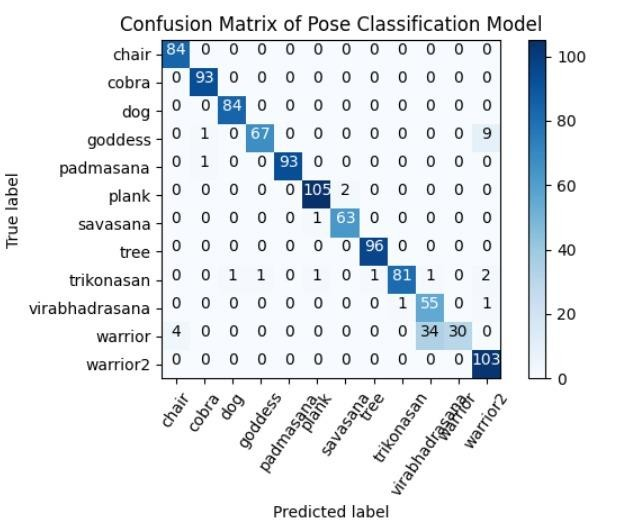 Confusion Matrix of Pose Classification Model
chair 84 0 0 0 0 0 0 0 0 0 0 0
cobra 0 93 0 0 0 0 0 0 0 0 0 0
dog 0 0 84 0 0 0 0 0 0 0 0 0
goddess 0 1 0 67 0 0 0 0 0 0 0 9
padmasana 0 1 0 0 93 0 0 0 0 0 0 0
plank 0 0 0 0 0 105 2 0 0 0 0 0
savasana 0 0 0 0 0 1 63 0 0 0 0 0
tree 0 0 0 0 0 0 0 96 0 0 0 0
trikonasan 0 0 1 1 0 1 0 1 81 1 0 2
virabhadrasana 0 0 0 0 0 0 0 0 1 55 0 1
warrior 4 0 0 0 0 0 0 0 0 34 30 0
warrior2 0 0 0 0 0 0 0 0 0 0 0 103
True label
chair cobra dog goddess padmasana plank savasana tree trikonasan virabhadrasana warrior warrior2
Predicted label
100
80
60
40
20
0